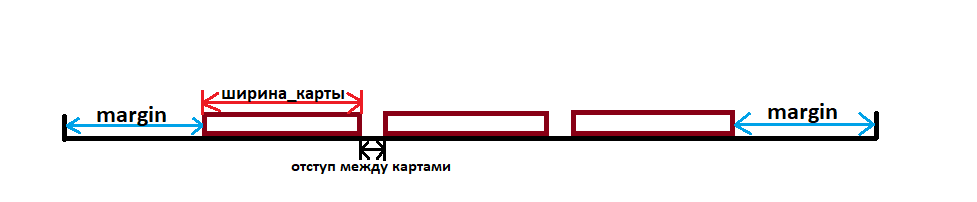 ширина_карты
margin
margin
отступ между картами